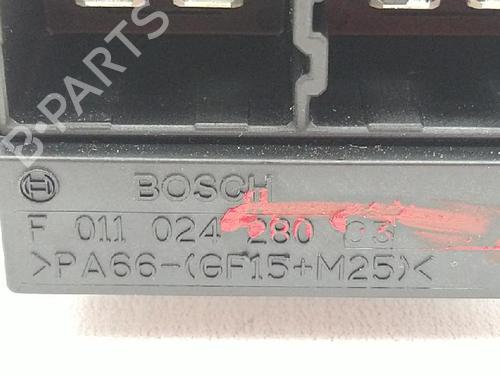 B-PARTS
BOSCH
F 011 024 280 03
>PA66-(GF15+M25)<